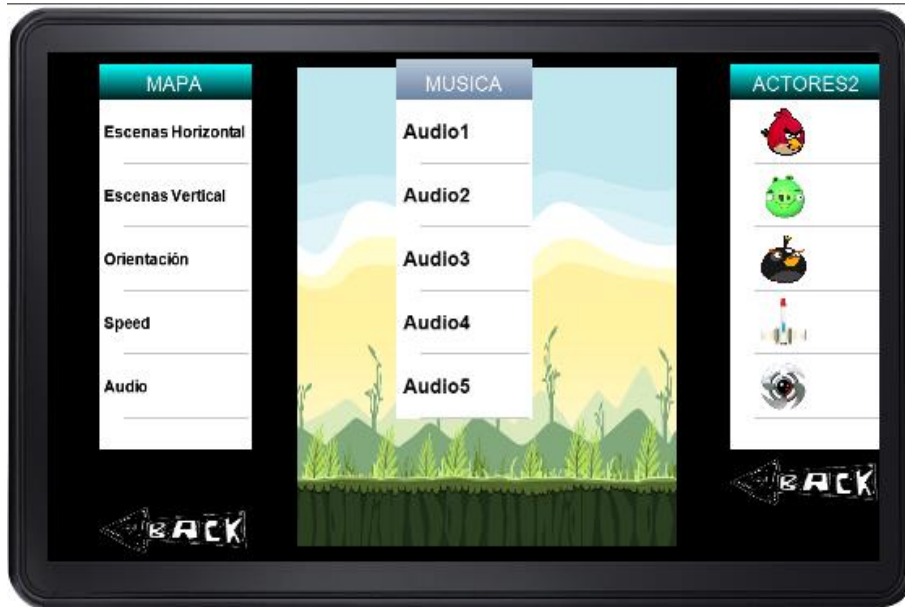 MAPA
Escenas Horizontal
Escenas Vertical
Orientación
Speed
Audio
BACK
MUSICA
Audio1
Audio2
Audio3
Audio4
Audio5
ACTORES2
BACK